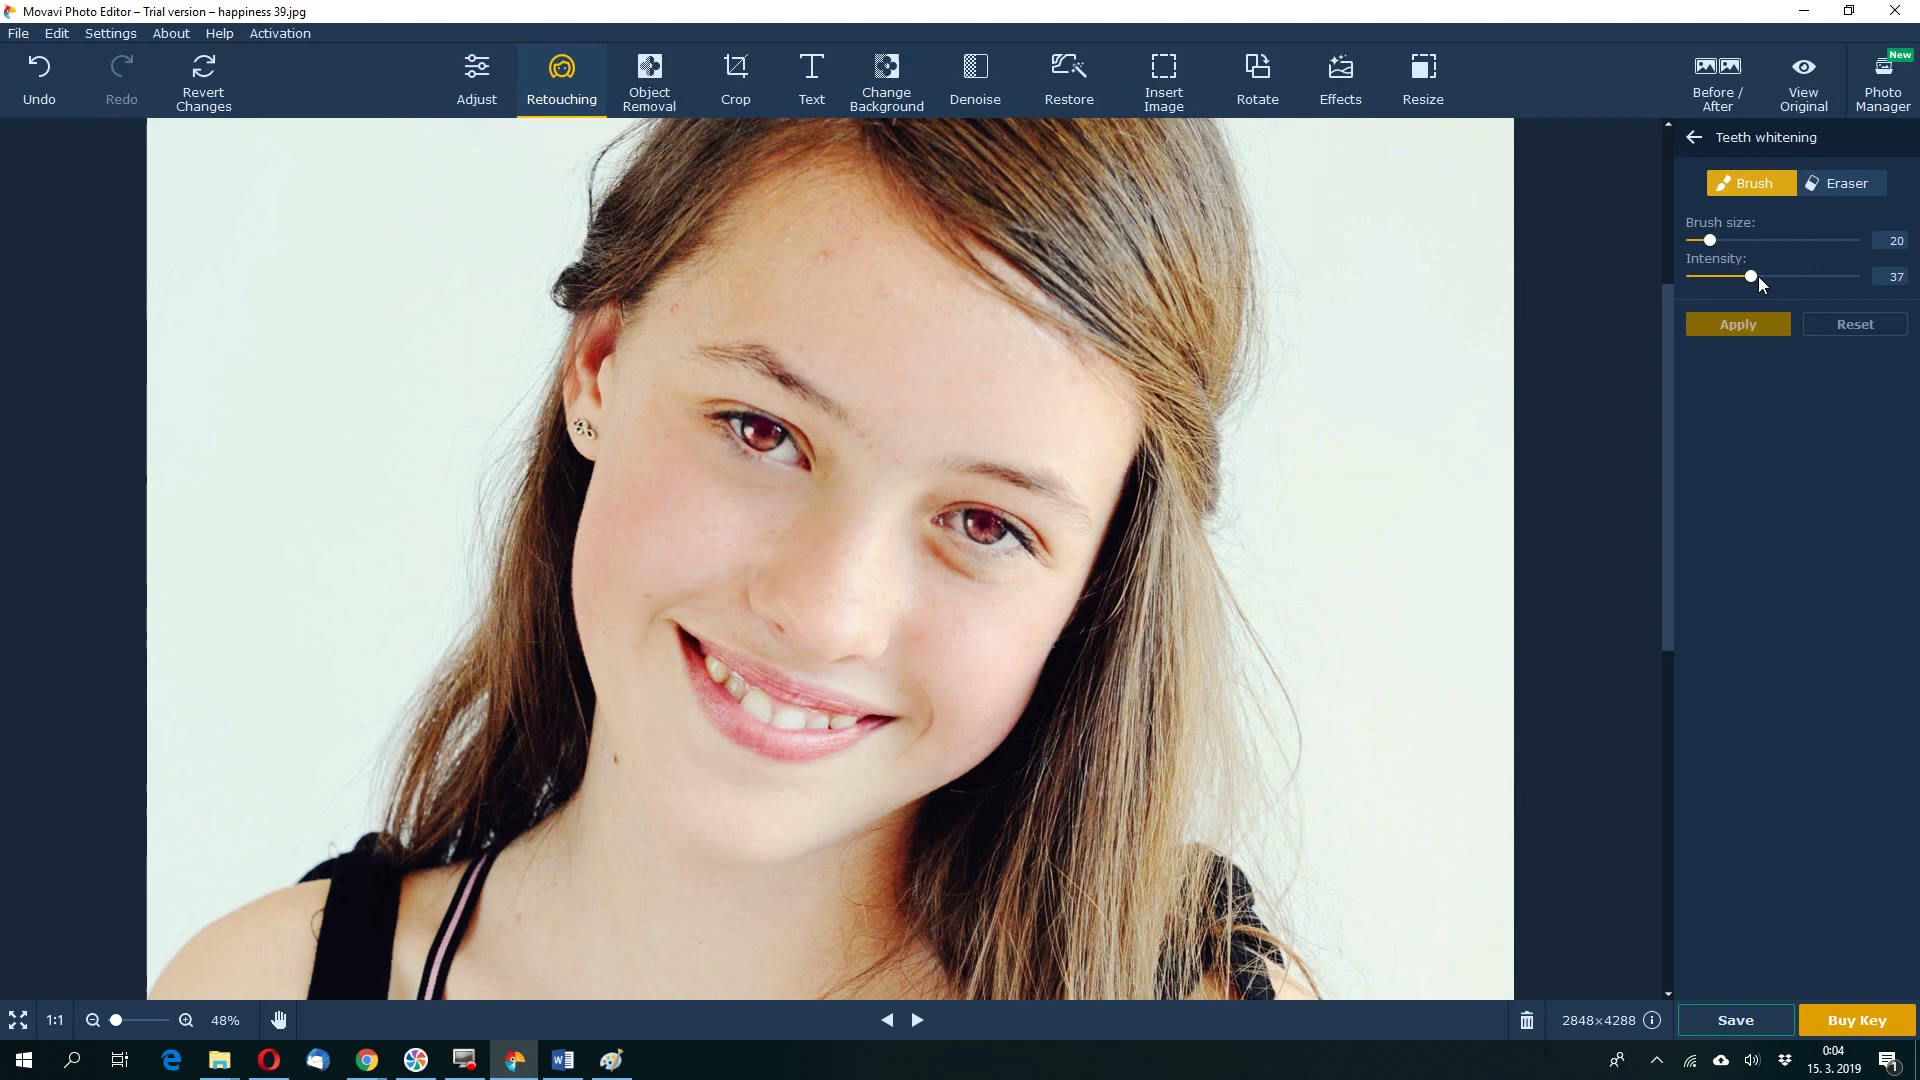 Movavi Photo Editor – Trial version – happiness 39.jpg
File Edit Settings About Help Activation
Undo
Redo
Revert
Changes
Adjust
Retouching
Object
Removal
Crop
Text
Change
Background
Denoise
Restore
Insert
Image
Rotate
Effects
Resize
Before /
After
View
Original
New
Photo
Manager
Teeth whitening
Brush
Eraser
Brush size:
20
Intensity:
37
Apply
Reset
1:1
48%
2848×4288
Save
Buy Key
0:04
15. 3. 2019
1